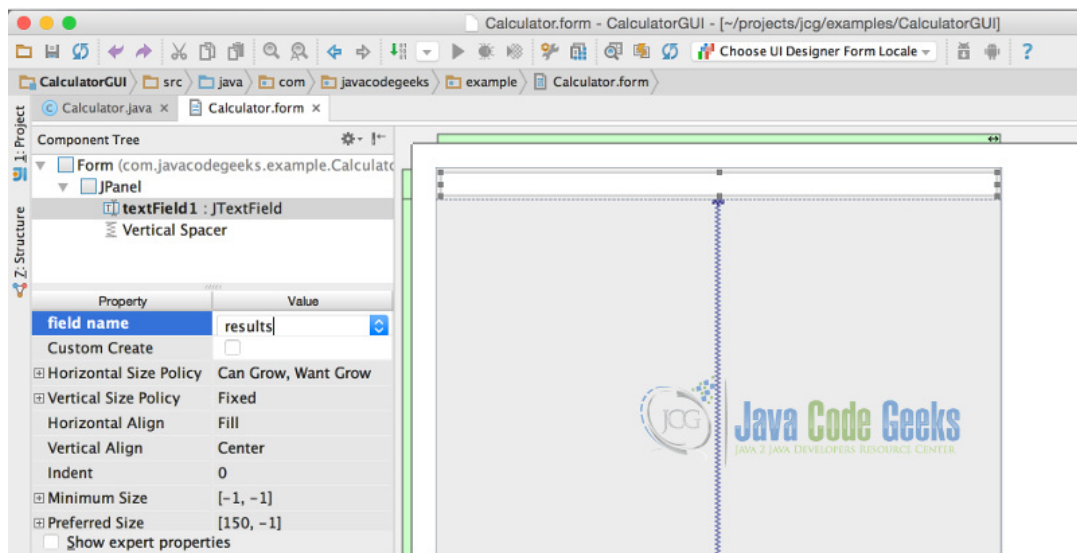 Calculator.form - CalculatorGUI - [~/projects/jcg/examples/CalculatorGUI]
Choose UI Designer Form Locale
?
CalculatorGUI src java com javacodegeeks example Calculator.form
1: Project
Z: Structure
Calculator.java × Calculator.form ×
Component Tree
Form (com.javacodegeeks.example.Calculato
JPanel
textField1 : JTextField
Vertical Spacer
Property Value
field name results
Custom Create
Horizontal Size Policy Can Grow, Want Grow
Vertical Size Policy Fixed
Horizontal Align Fill
Vertical Align Center
Indent 0
Minimum Size [-1, -1]
Preferred Size [150, -1]
Show expert properties
JCG
Java Code Geeks
JAVA 2 JAVA DEVELOPERS RESOURCE CENTER